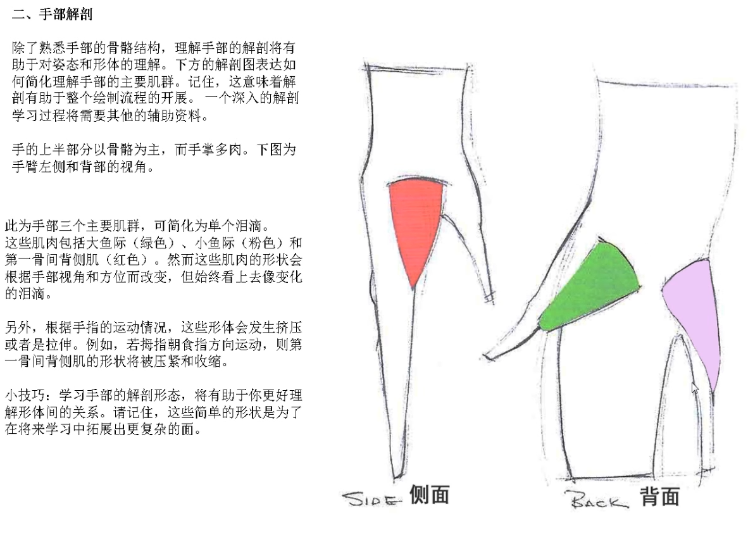 二、手部解剖
除了熟悉手部的骨骼结构，理解手部的解剖将有
助于对姿态和形体的理解。下方的解剖图表达如
何简化理解手部的主要肌群。记住，这意味着解
剖有助于整个绘制流程的开展。 一个深入的解剖
学习过程将需要其他的辅助资料。
手的上半部分以骨骼为主，而手掌多肉。下图为
手臂左侧和背部的视角。
此为手部三个主要肌群，可简化为单个泪滴。
这些肌肉包括大鱼际（绿色）、小鱼际（粉色）和
第一骨间背侧肌（红色）。然而这些肌肉的形状会
根据手部视角和方位而改变，但始终看上去像变化
的泪滴。
另外，根据手指的运动情况，这些形体会发生挤压
或者是拉伸。例如，若拇指朝食指方向运动，则第
一骨间背侧肌的形状将被压紧和收缩。
小技巧：学习手部的解剖形态，将有助于你更好理
解形体间的关系。请记住，这些简单的形状是为了
在将来学习中拓展出更复杂的面。
SIDE 侧面
BACK 背面